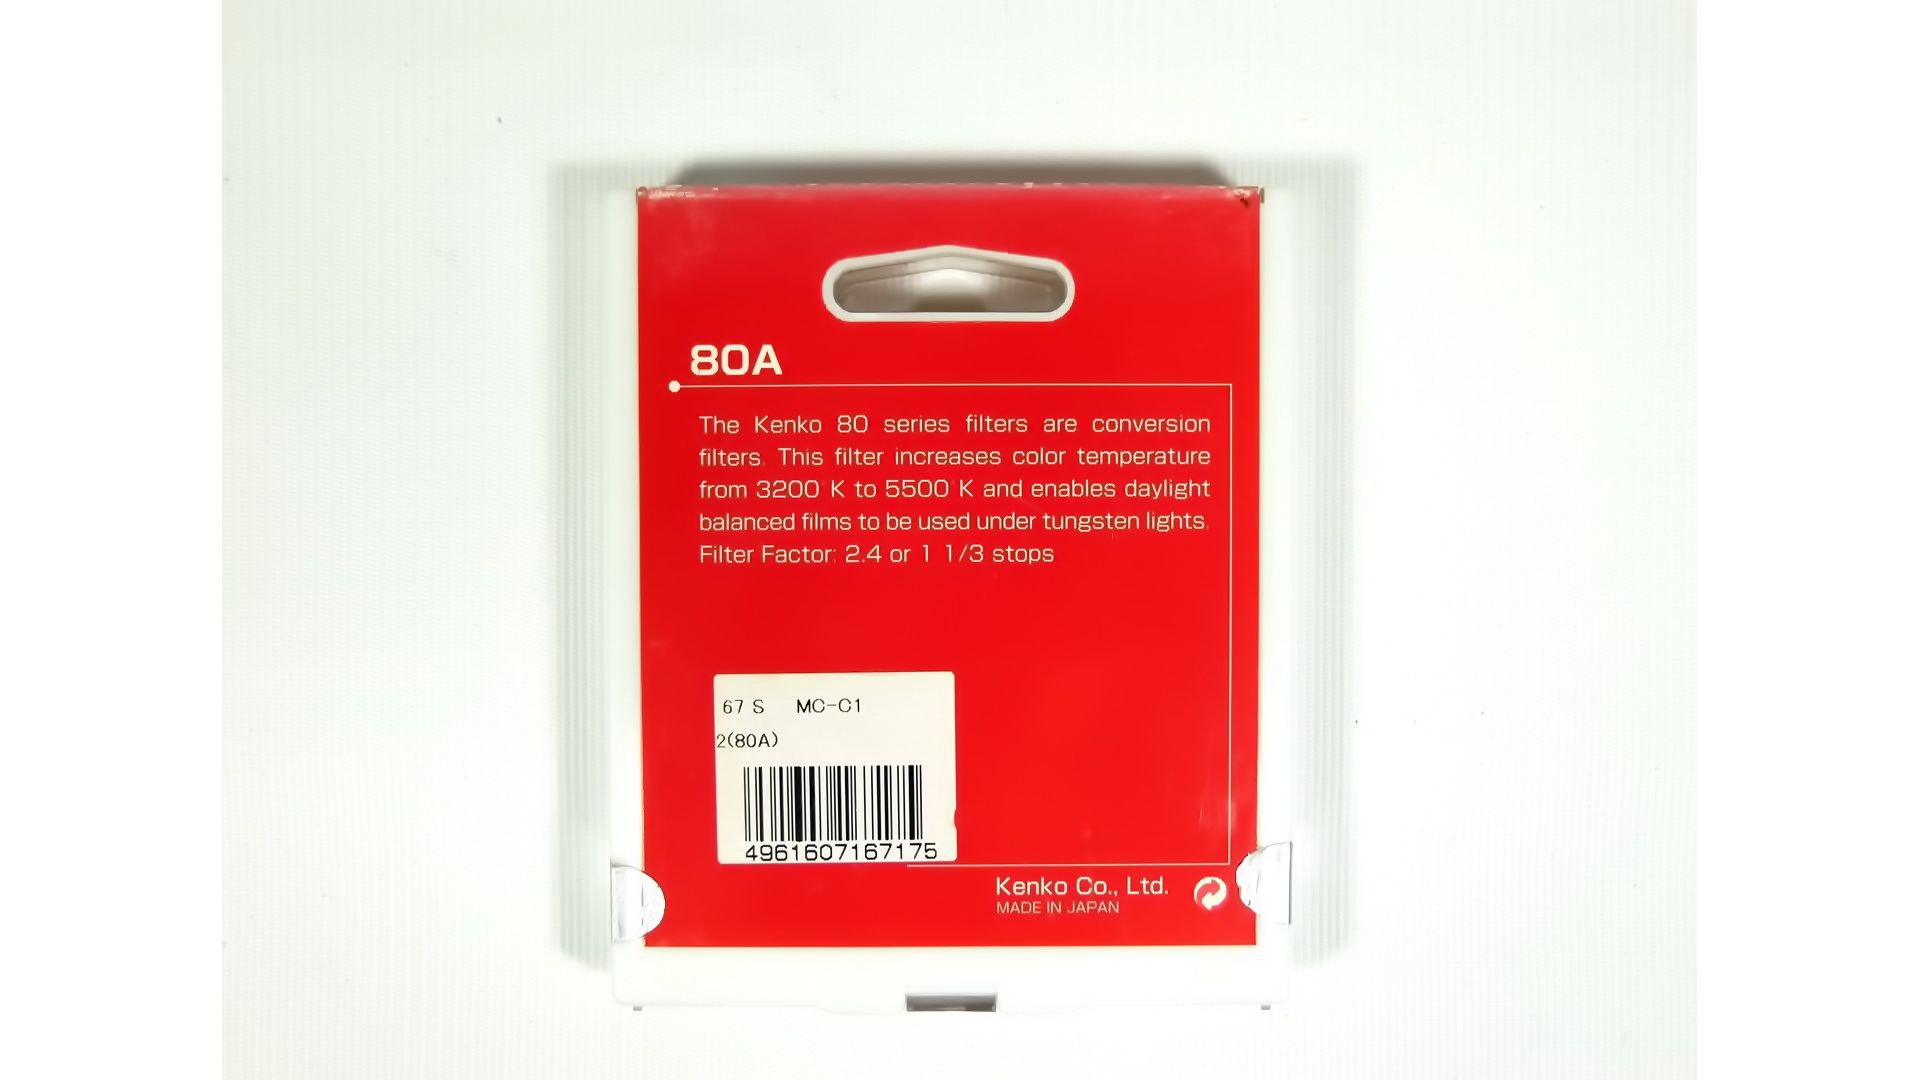 80A
The Kenko 80 series filters are conversion
filters. This filter increases color temperature
from 3200°K to 5500°K and enables daylight
balanced films to be used under tungsten lights.
Filter Factor: 2.4 or 1 1/3 stops
67 S MC-C1
2(80A)
4961607167175
Kenko Co., Ltd.
MADE IN JAPAN